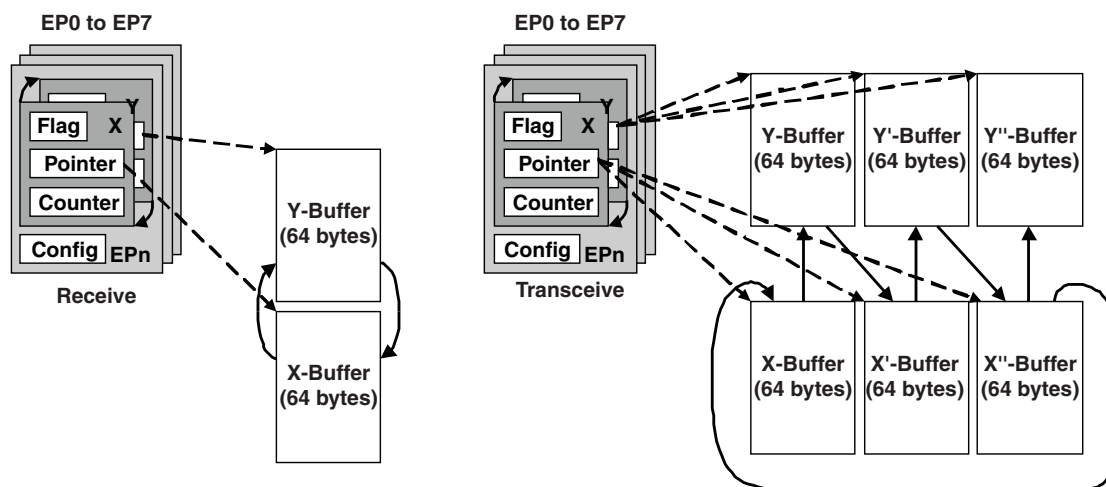 EP0 to EP7
Y
X
Flag
Pointer
Counter
Config
EPn
Receive
Y-Buffer
(64 bytes)
X-Buffer
(64 bytes)
EP0 to EP7
Y
X
Flag
Pointer
Counter
Config
EPn
Transceive
Y-Buffer
(64 bytes)
Y'-Buffer
(64 bytes)
Y''-Buffer
(64 bytes)
X-Buffer
(64 bytes)
X'-Buffer
(64 bytes)
X''-Buffer
(64 bytes)